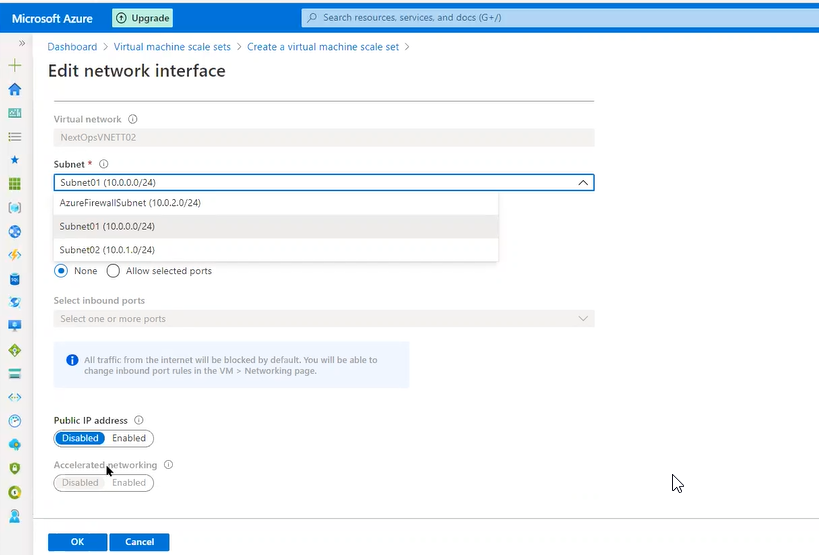 Microsoft Azure
Upgrade
Search resources, services, and docs (G+/)
Dashboard > Virtual machine scale sets > Create a virtual machine scale set >
Edit network interface
Virtual network
NextOpsVNETT02
Subnet *
Subnet01 (10.0.0.0/24)
AzureFirewallSubnet (10.0.2.0/24)
Subnet01 (10.0.0.0/24)
Subnet02 (10.0.1.0/24)
None Allow selected ports
Select inbound ports
Select one or more ports
All traffic from the internet will be blocked by default. You will be able to
change inbound port rules in the VM > Networking page.
Public IP address
Disabled Enabled
Accelerated networking
Disabled Enabled
OK Cancel